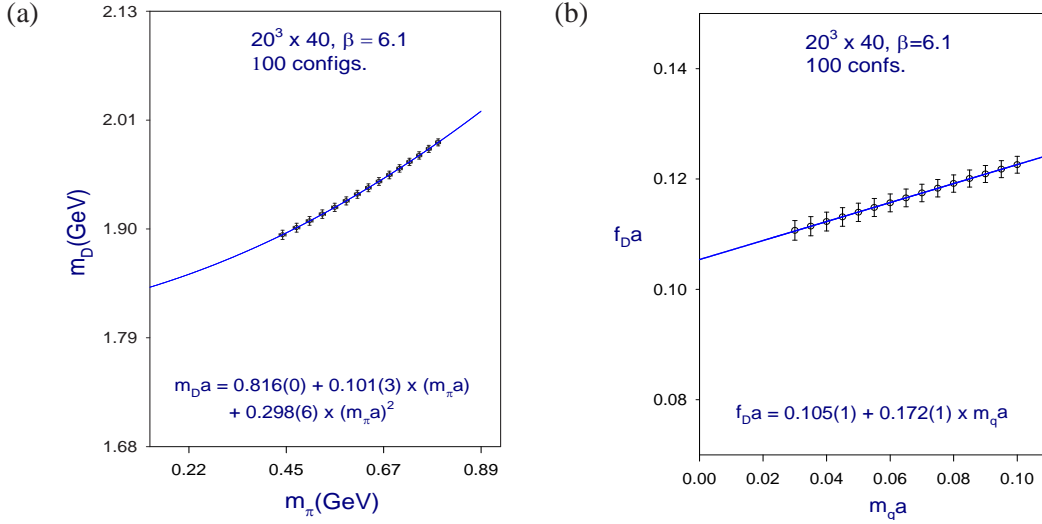 (a)
2.13
2.01
1.90
1.79
1.68
m_D(GeV)
20³ x 40, β = 6.1
100 configs.
m_Da = 0.816(0) + 0.101(3) x (m_πa)
+ 0.298(6) x (m_πa)²
0.22 0.45 0.67 0.89
m_π(GeV)
(b)
0.14
0.12
f_Da
0.10
0.08
20³ x 40, β=6.1
100 confs.
f_Da = 0.105(1) + 0.172(1) x m_qa
0.00 0.02 0.04 0.06 0.08 0.10
m_qa